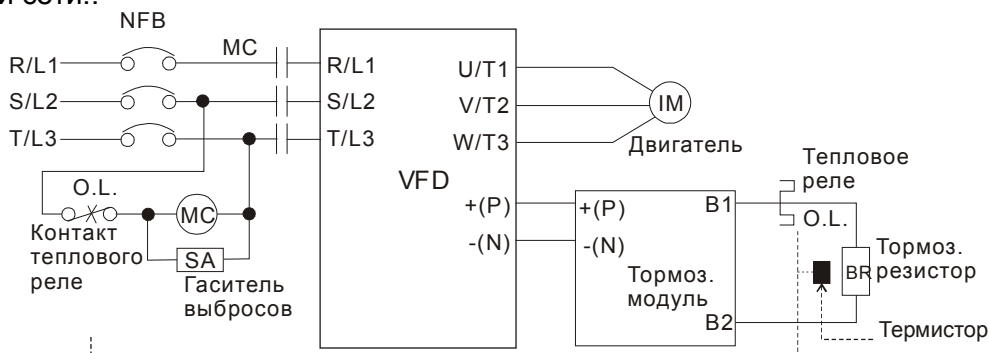 и сети..
NFB
MC
R/L1
R/L1
U/T1
S/L2
S/L2
V/T2
IM
T/L3
T/L3
W/T3
Двигатель
VFD
O.L.
MC
Контакт
теплового
реле
SA
Гаситель
выбросов
+(P)
-(N)
+(P)
-(N)
B1
Тормоз.
модуль
B2
Тепловое
реле
O.L.
BR
Тормоз.
резистор
Термистор